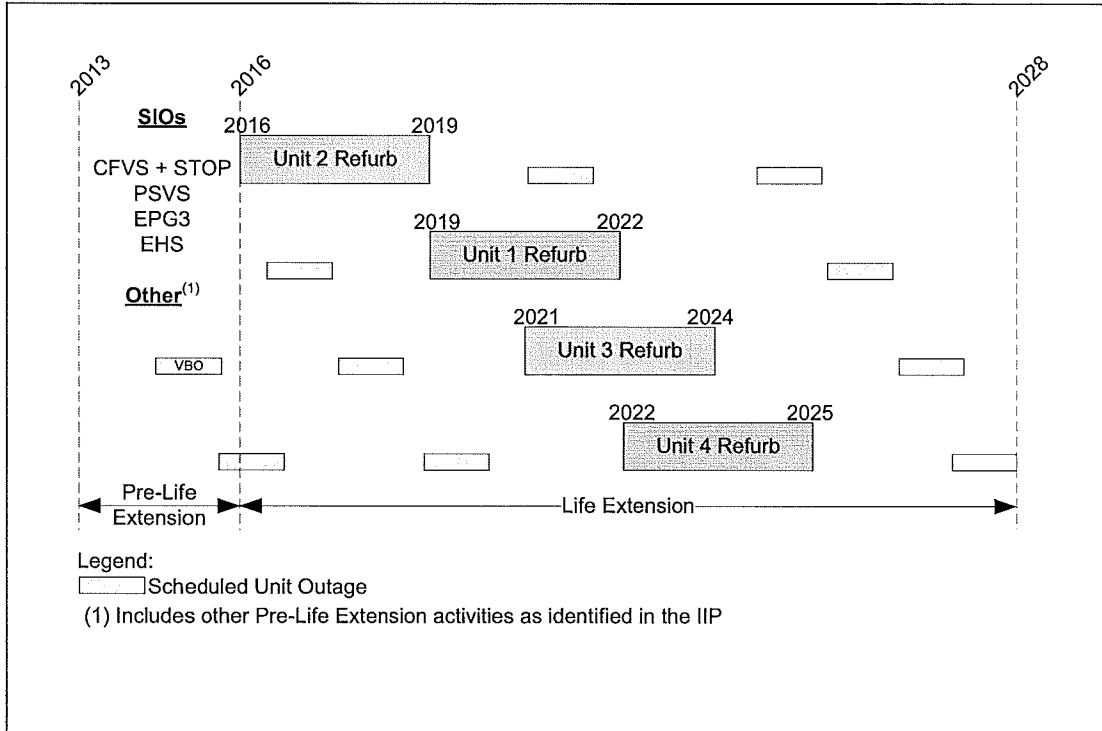 2013
2016
2028
SIOs
CFVS + STOP
PSVS
EPG3
EHS
Other(1)
2016
2019
Unit 2 Refurb
2019
2022
Unit 1 Refurb
2021
2024
Unit 3 Refurb
VBO
2022
2025
Unit 4 Refurb
Pre-Life
Extension
Life Extension
Legend:
Scheduled Unit Outage
(1) Includes other Pre-Life Extension activities as identified in the IIP